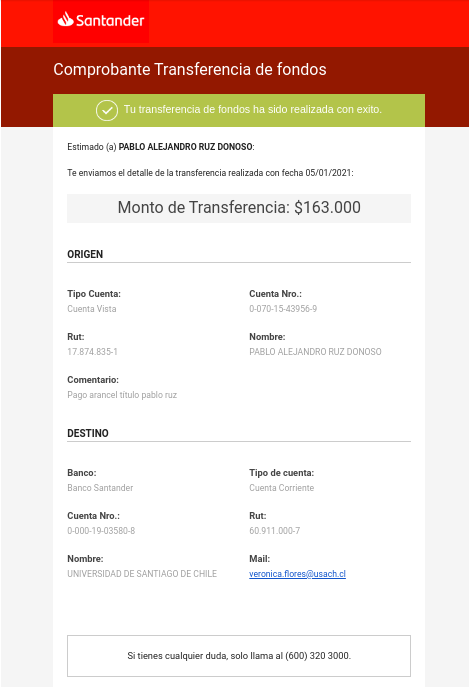 Santander
Comprobante Transferencia de fondos
Tu transferencia de fondos ha sido realizada con exito.
Estimado (a) PABLO ALEJANDRO RUZ DONOSO:
Te enviamos el detalle de la transferencia realizada con fecha 05/01/2021:
Monto de Transferencia: $163.000
ORIGEN
Tipo Cuenta: Cuenta Nro.:
Cuenta Vista 0-070-15-43956-9
Rut: Nombre:
17.874.835-1 PABLO ALEJANDRO RUZ DONOSO
Comentario:
Pago arancel título pablo ruz
DESTINO
Banco: Tipo de cuenta:
Banco Santander Cuenta Corriente
Cuenta Nro.: Rut:
0-000-19-03580-8 60.911.000-7
Nombre: Mail:
UNIVERSIDAD DE SANTIAGO DE CHILE veronica.flores@usach.cl
Si tienes cualquier duda, solo llama al (600) 320 3000.